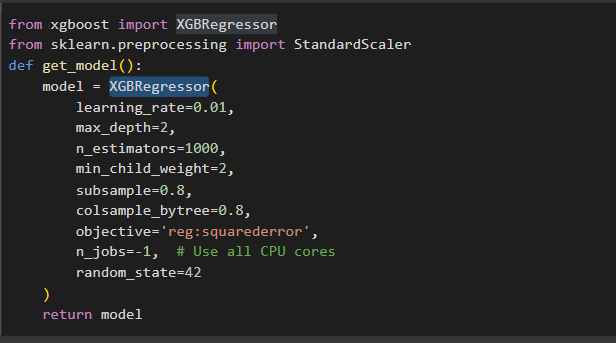 from xgboost import XGBRegressor
from sklearn.preprocessing import StandardScaler
def get_model():
    model = XGBRegressor(
        learning_rate=0.01,
        max_depth=2,
        n_estimators=1000,
        min_child_weight=2,
        subsample=0.8,
        colsample_bytree=0.8,
        objective='reg:squarederror',
        n_jobs=-1,  # Use all CPU cores
        random_state=42
    )
    return model